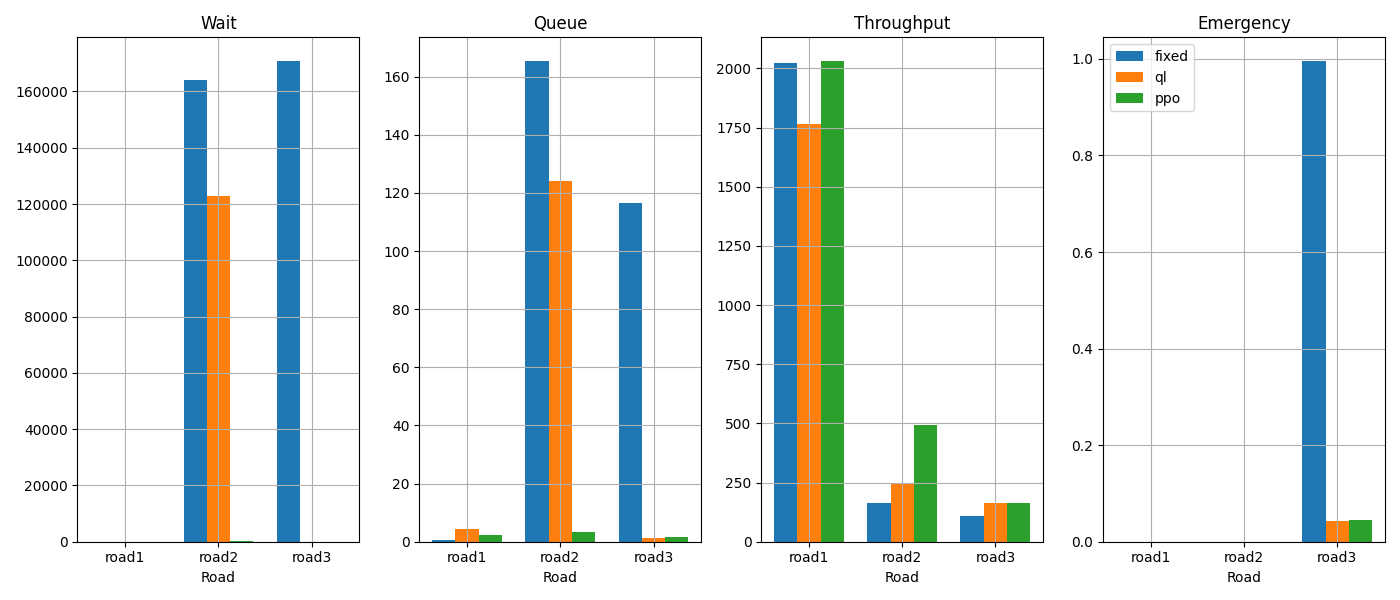 Wait
160000
140000
120000
100000
80000
60000
40000
20000
0
road1 road2 road3
Road
Queue
160
140
120
100
80
60
40
20
0
road1 road2 road3
Road
Throughput
2000
1750
1500
1250
1000
750
500
250
0
road1 road2 road3
Road
Emergency
fixed
ql
ppo
1.0
0.8
0.6
0.4
0.2
0.0
road1 road2 road3
Road